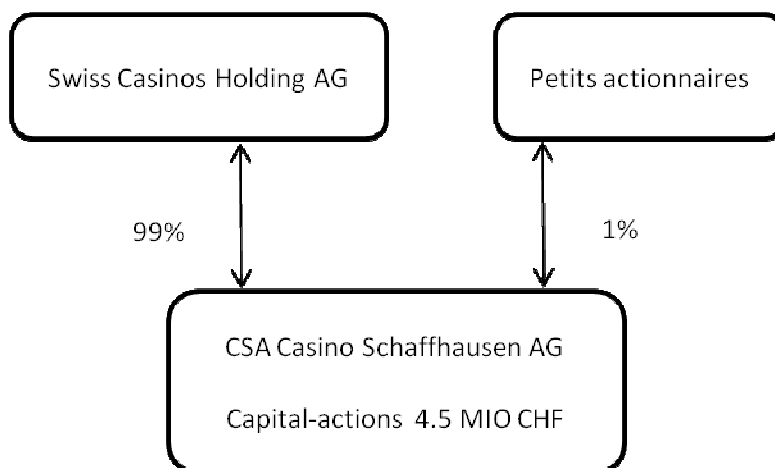 Swiss Casinos Holding AG
Petits actionnaires
99%
1%
CSA Casino Schaffhausen AG
Capital-actions 4.5 MIO CHF